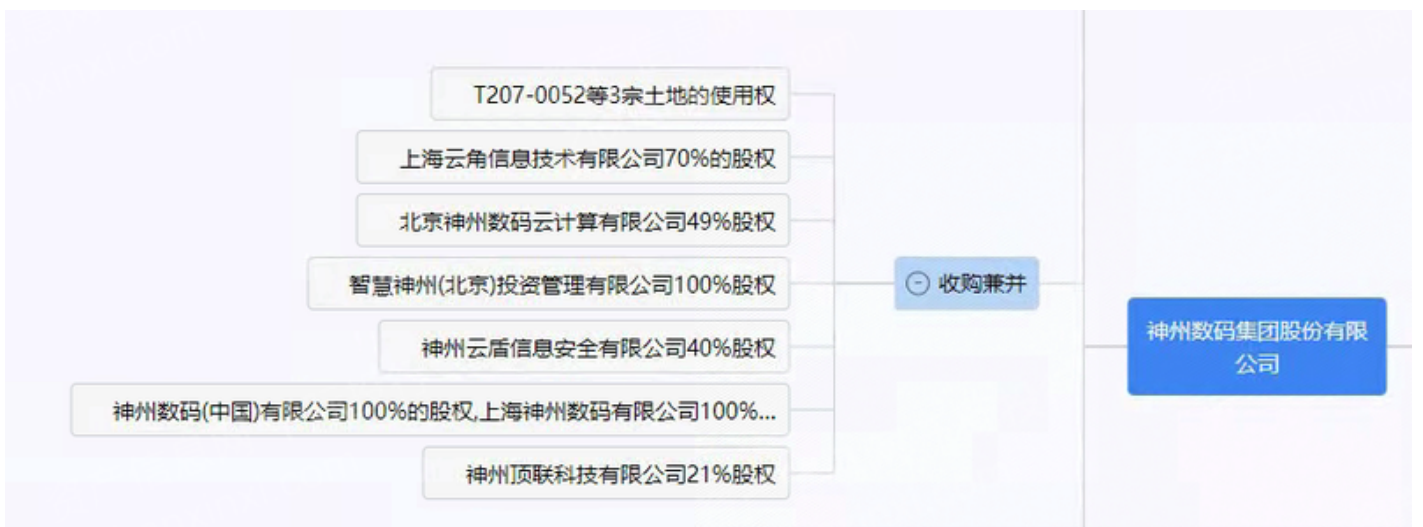 T207-0052等3宗土地的使用权
上海云角信息技术有限公司70%的股权
北京神州数码云计算有限公司49%股权
智慧神州(北京)投资管理有限公司100%股权
神州云盾信息安全有限公司40%股权
神州数码(中国)有限公司100%的股权,上海神州数码有限公司100%...
神州顶联科技有限公司21%股权
收购兼并
神州数码集团股份有限
公司